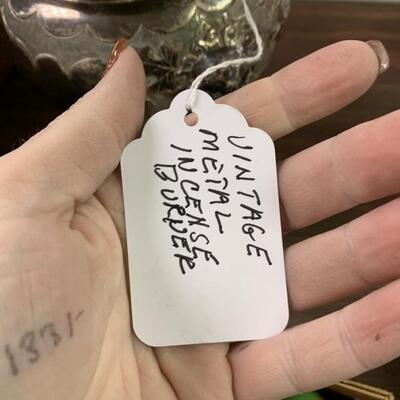 VINTAGE
METAL
INCENSE
BURNER
1331-